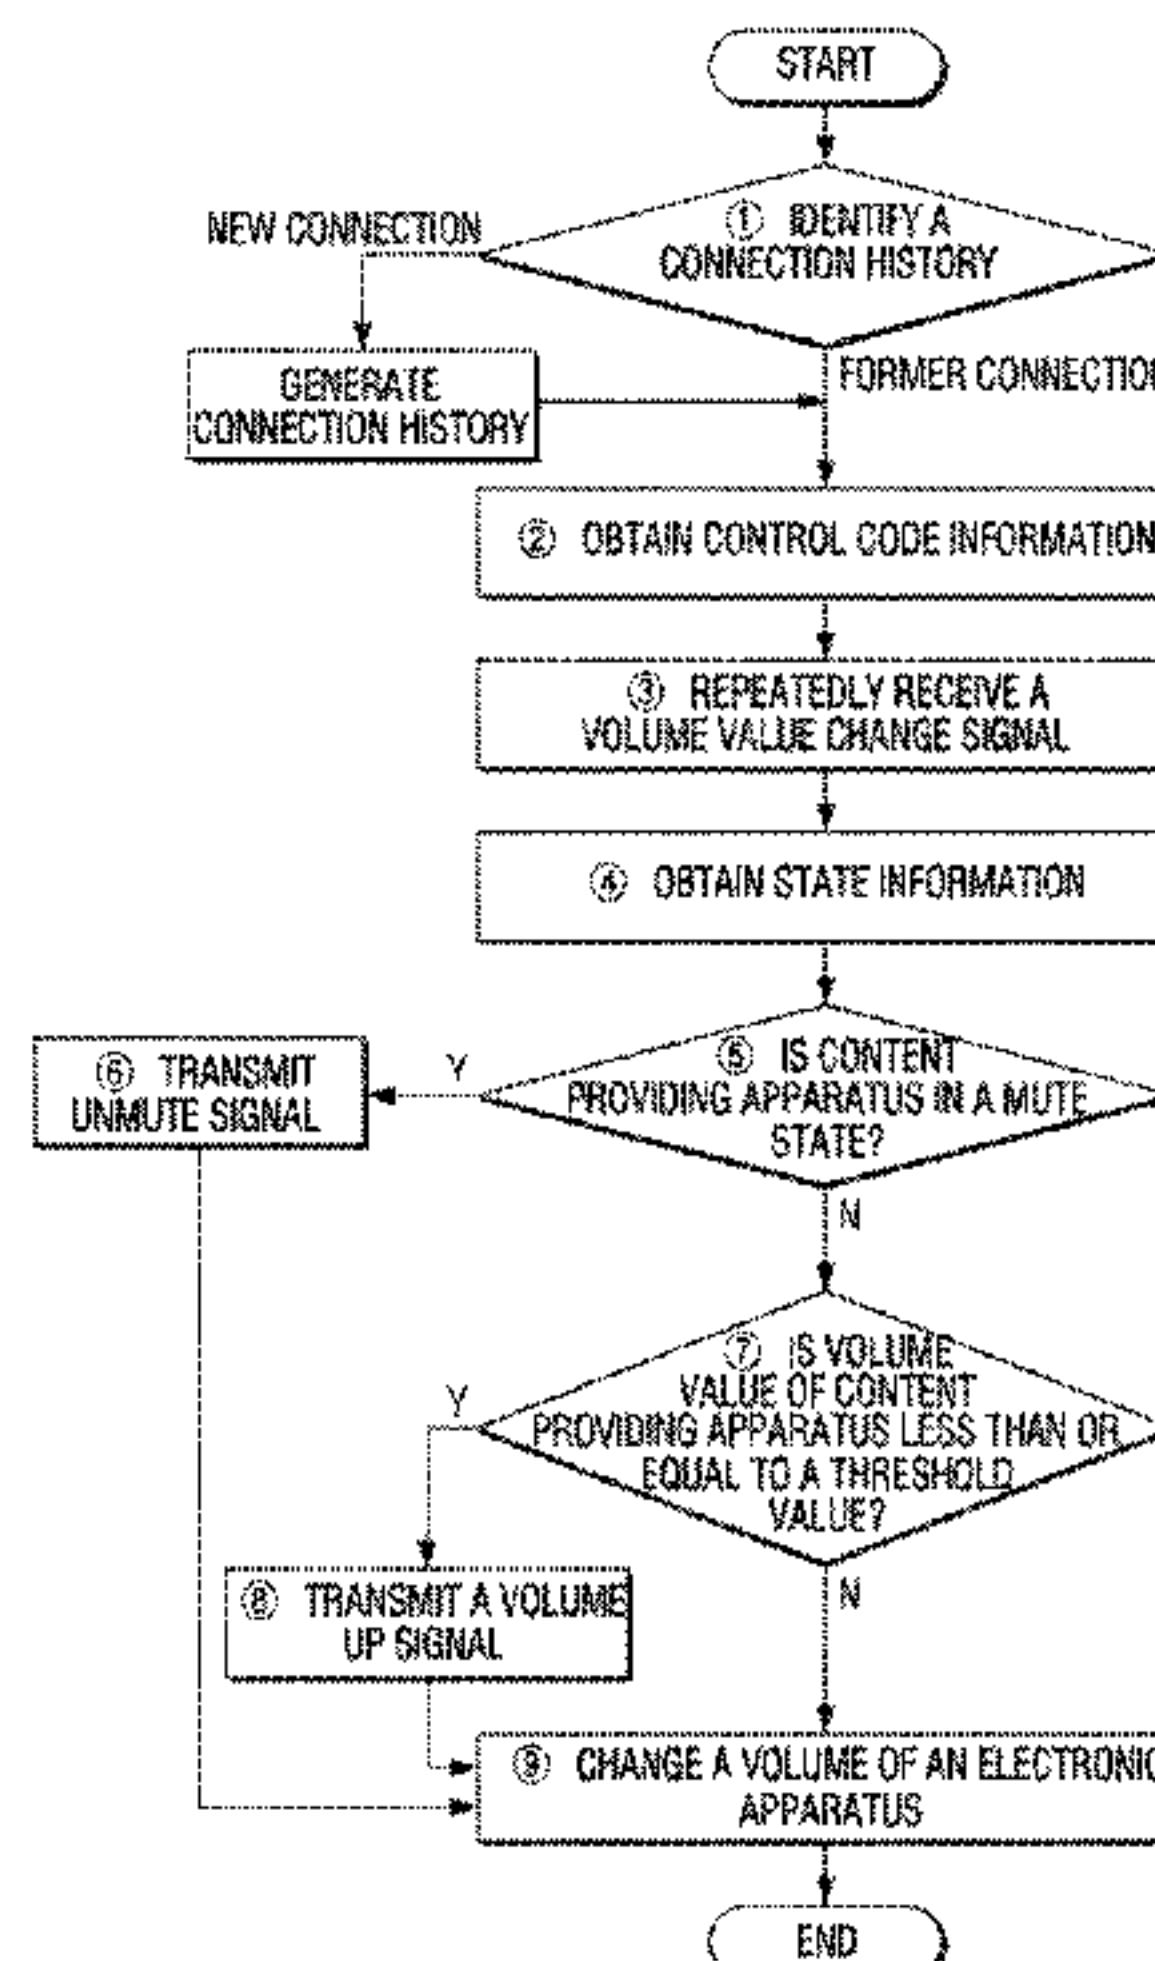 START
① IDENTIFY A
CONNECTION HISTORY
NEW CONNECTION
FORMER CONNECTIO
GENERATE
CONNECTION HISTORY
② OBTAIN CONTROL CODE INFORMATION
③ REPEATEDLY RECEIVE A
VOLUME VALUE CHANGE SIGNAL
④ OBTAIN STATE INFORMATION
⑤ IS CONTENT
PROVIDING APPARATUS IN A MUTE
STATE?
Y
⑥ TRANSMIT
UNMUTE SIGNAL
N
⑦ IS VOLUME
VALUE OF CONTENT
PROVIDING APPARATUS LESS THAN OR
EQUAL TO A THRESHOLD
VALUE?
Y
⑧ TRANSMIT A VOLUME
UP SIGNAL
N
⑨ CHANGE A VOLUME OF AN ELECTRONIC
APPARATUS
END